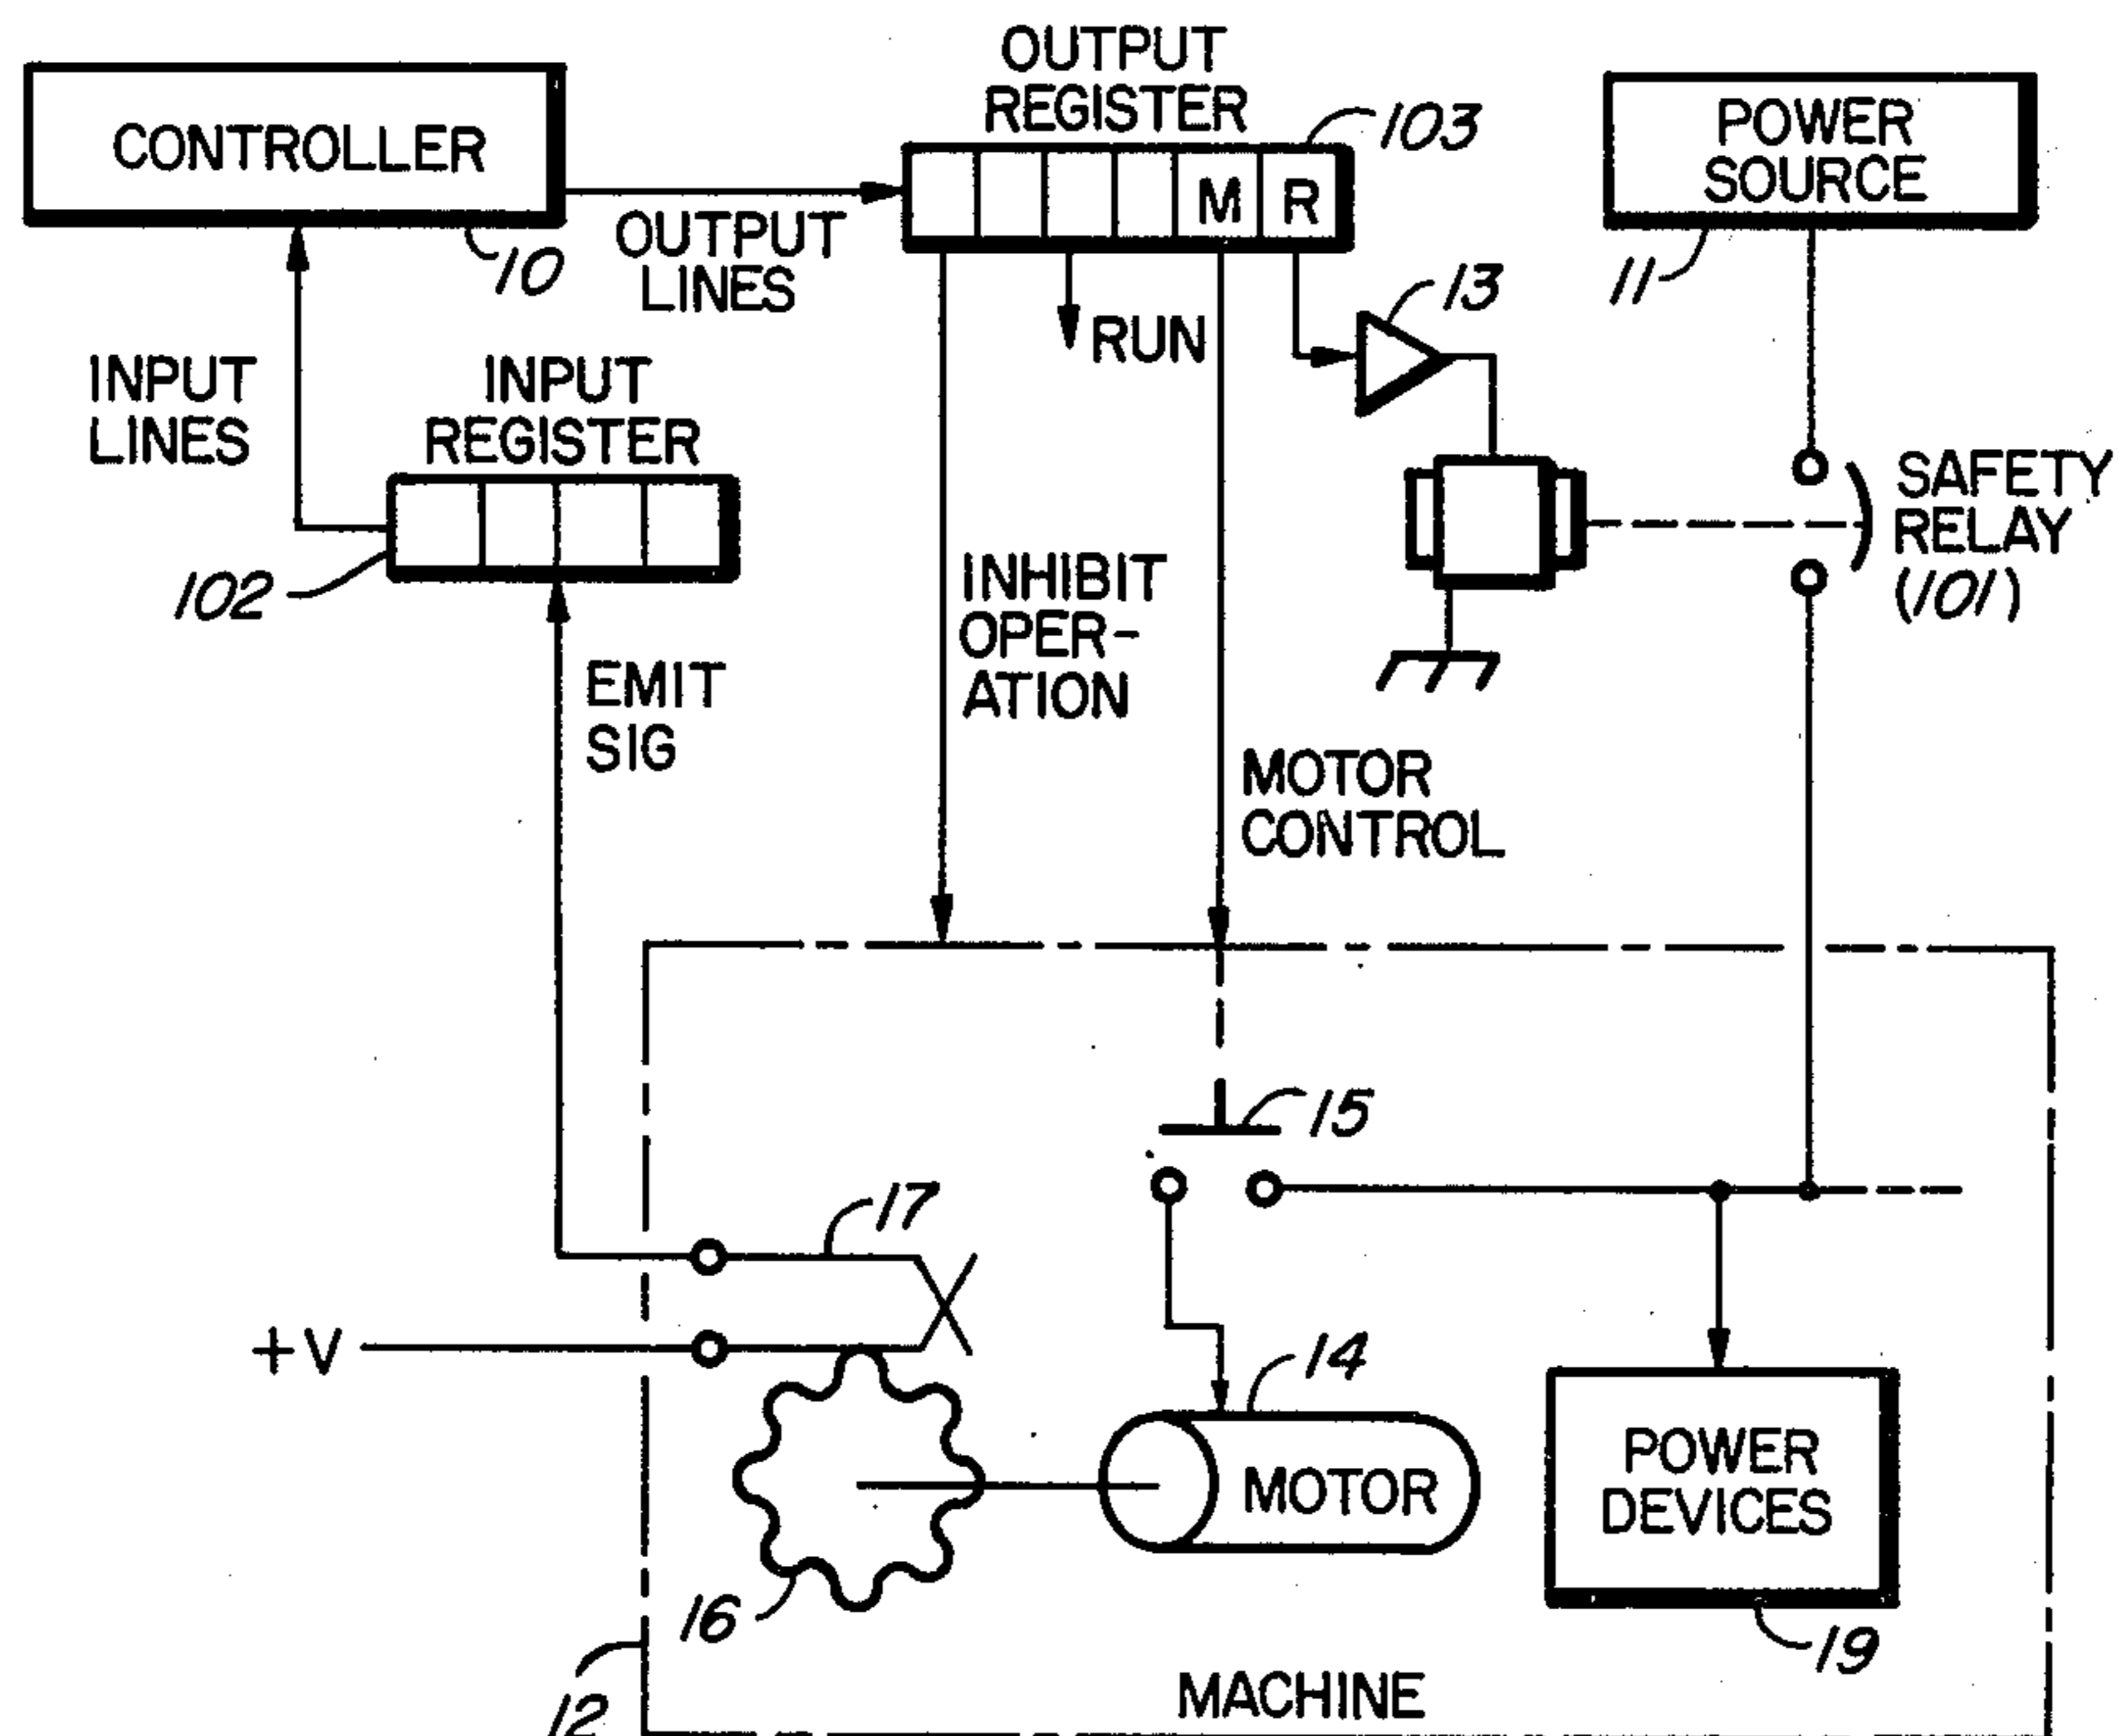 OUTPUT
REGISTER
103
CONTROLLER
M R
POWER
SOURCE
OUTPUT
LINES
10
11
13
RUN
INPUT
LINES
INPUT
REGISTER
SAFETY
RELAY
(101)
102
INHIBIT
OPER-
ATION
EMIT
SIG
MOTOR
CONTROL
15
17
+V
14
MOTOR
POWER
DEVICES
16
19
12
MACHINE